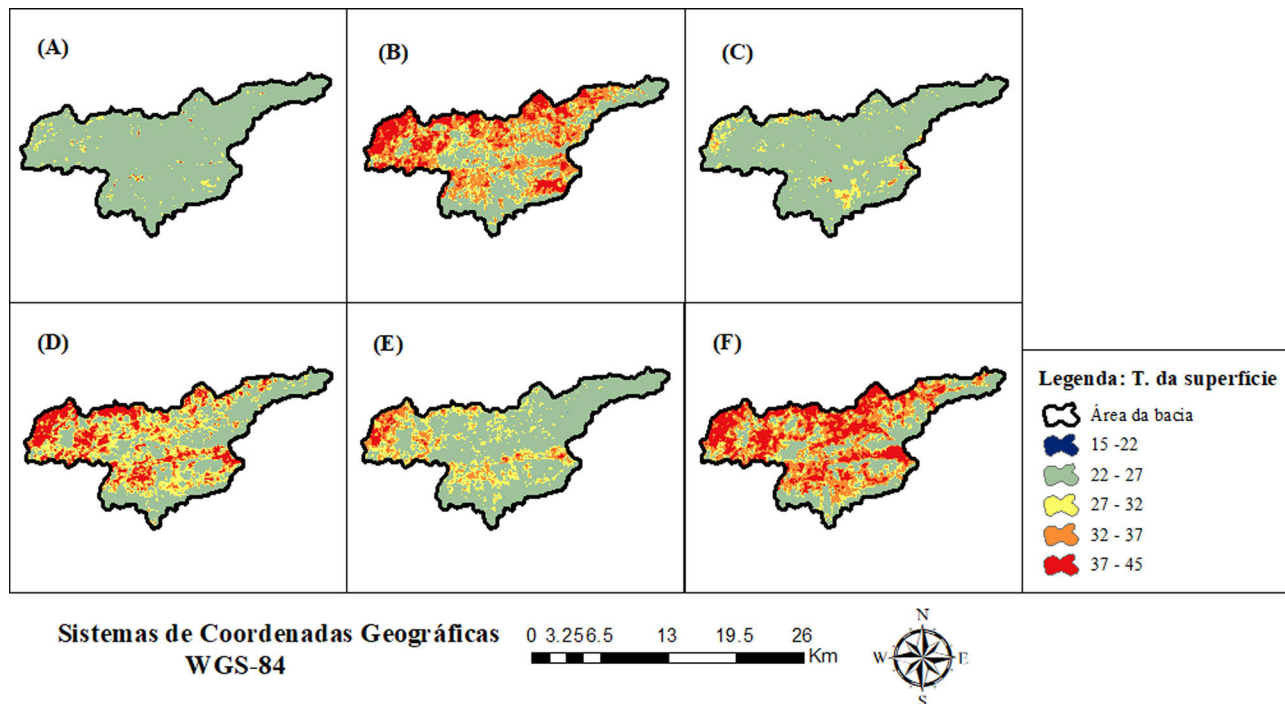 (A)
(B)
(C)
(D)
(E)
(F)
Legenda: T. da superfície
Área da bacia
15 -22
22 - 27
27 - 32
32 - 37
37 - 45
Sistemas de Coordenadas Geográficas
WGS-84
0 3.256.5 13 19.5 26
Km
N
W E
S